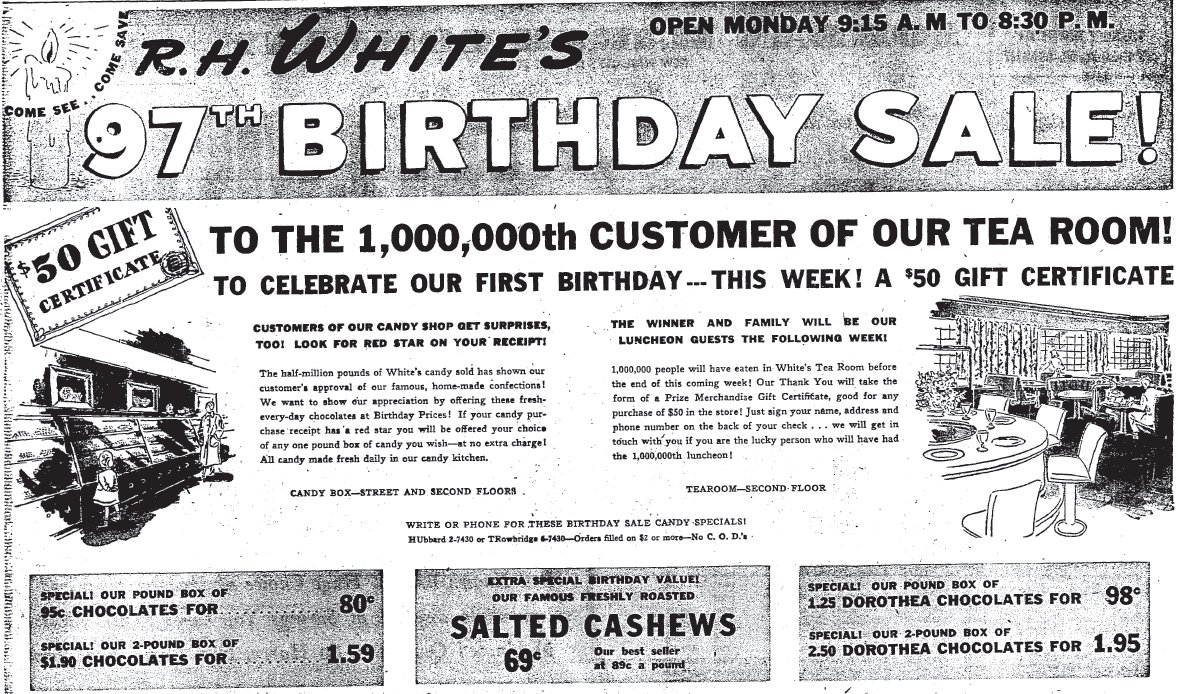 COME SEE . . COME SAVE
R.H. WHITE'S
OPEN MONDAY 9:15 A. M TO 8:30 P. M.
97TH BIRTHDAY SALE!
$50 GIFT
CERTIFICATE
TO THE 1,000,000th CUSTOMER OF OUR TEA ROOM!
TO CELEBRATE OUR FIRST BIRTHDAY---THIS WEEK! A $50 GIFT CERTIFICATE
CUSTOMERS OF OUR CANDY SHOP GET SURPRISES,
TOO! LOOK FOR RED STAR ON YOUR RECEIPT!
The half-million pounds of White's candy sold has shown our
customer's approval of our famous, home-made confections!
We want to show our appreciation by offering these fresh-
every-day chocolates at Birthday Prices! If your candy pur-
chase receipt has a red star you will be offered your choice
of any one pound box of candy you wish—at no extra charge!
All candy made fresh daily in our candy kitchen.
CANDY BOX—STREET AND SECOND FLOORS
THE WINNER AND FAMILY WILL BE OUR
LUNCHEON GUESTS THE FOLLOWING WEEK!
1,000,000 people will have eaten in White's Tea Room before
the end of this coming week! Our Thank You will take the
form of a Prize Merchandise Gift Certificate, good for any
purchase of $50 in the store! Just sign your name, address and
phone number on the back of your check . . . we will get in
touch with you if you are the lucky person who will have had
the 1,000,000th luncheon!
TEAROOM—SECOND FLOOR
WRITE OR PHONE FOR THESE BIRTHDAY SALE CANDY SPECIALS!
HUbbard 2-7430 or TRowbridge 6-7430—Orders filled on $2 or more—No C. O. D.'s
SPECIAL! OUR POUND BOX OF
95c CHOCOLATES FOR . . . . . . . . . . . . . . 80c
SPECIAL! OUR 2-POUND BOX OF
$1.90 CHOCOLATES FOR . . . . . . . . . . . . 1.59
EXTRA SPECIAL BIRTHDAY VALUE!
OUR FAMOUS FRESHLY ROASTED
SALTED CASHEWS
69c
Our best seller
at 89c a pound
SPECIAL! OUR POUND BOX OF
1.25 DOROTHEA CHOCOLATES FOR 98c
SPECIAL! OUR 2-POUND BOX OF
2.50 DOROTHEA CHOCOLATES FOR 1.95